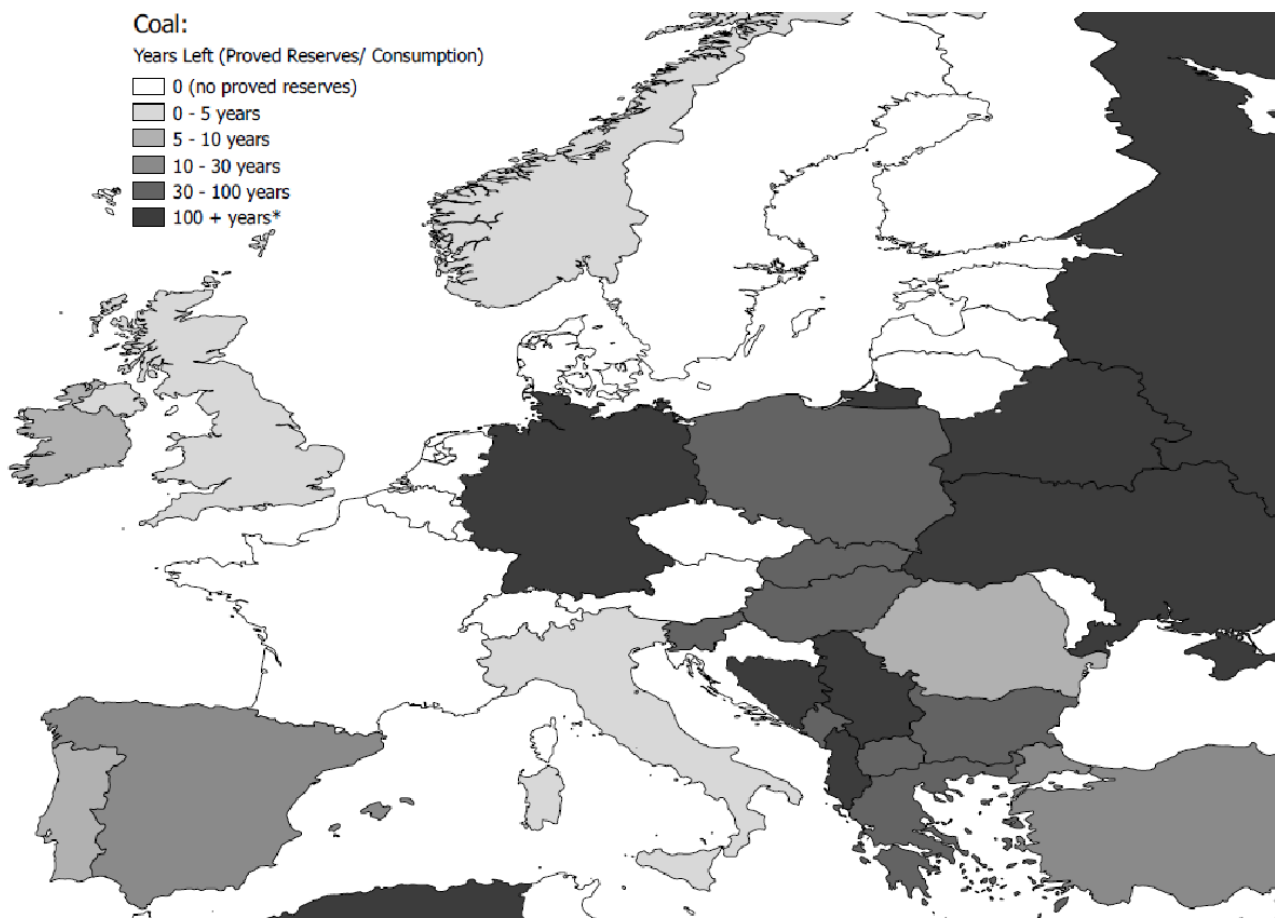 Coal:
Years Left (Proved Reserves/ Consumption)
0 (no proved reserves)
0 - 5 years
5 - 10 years
10 - 30 years
30 - 100 years
100 + years*